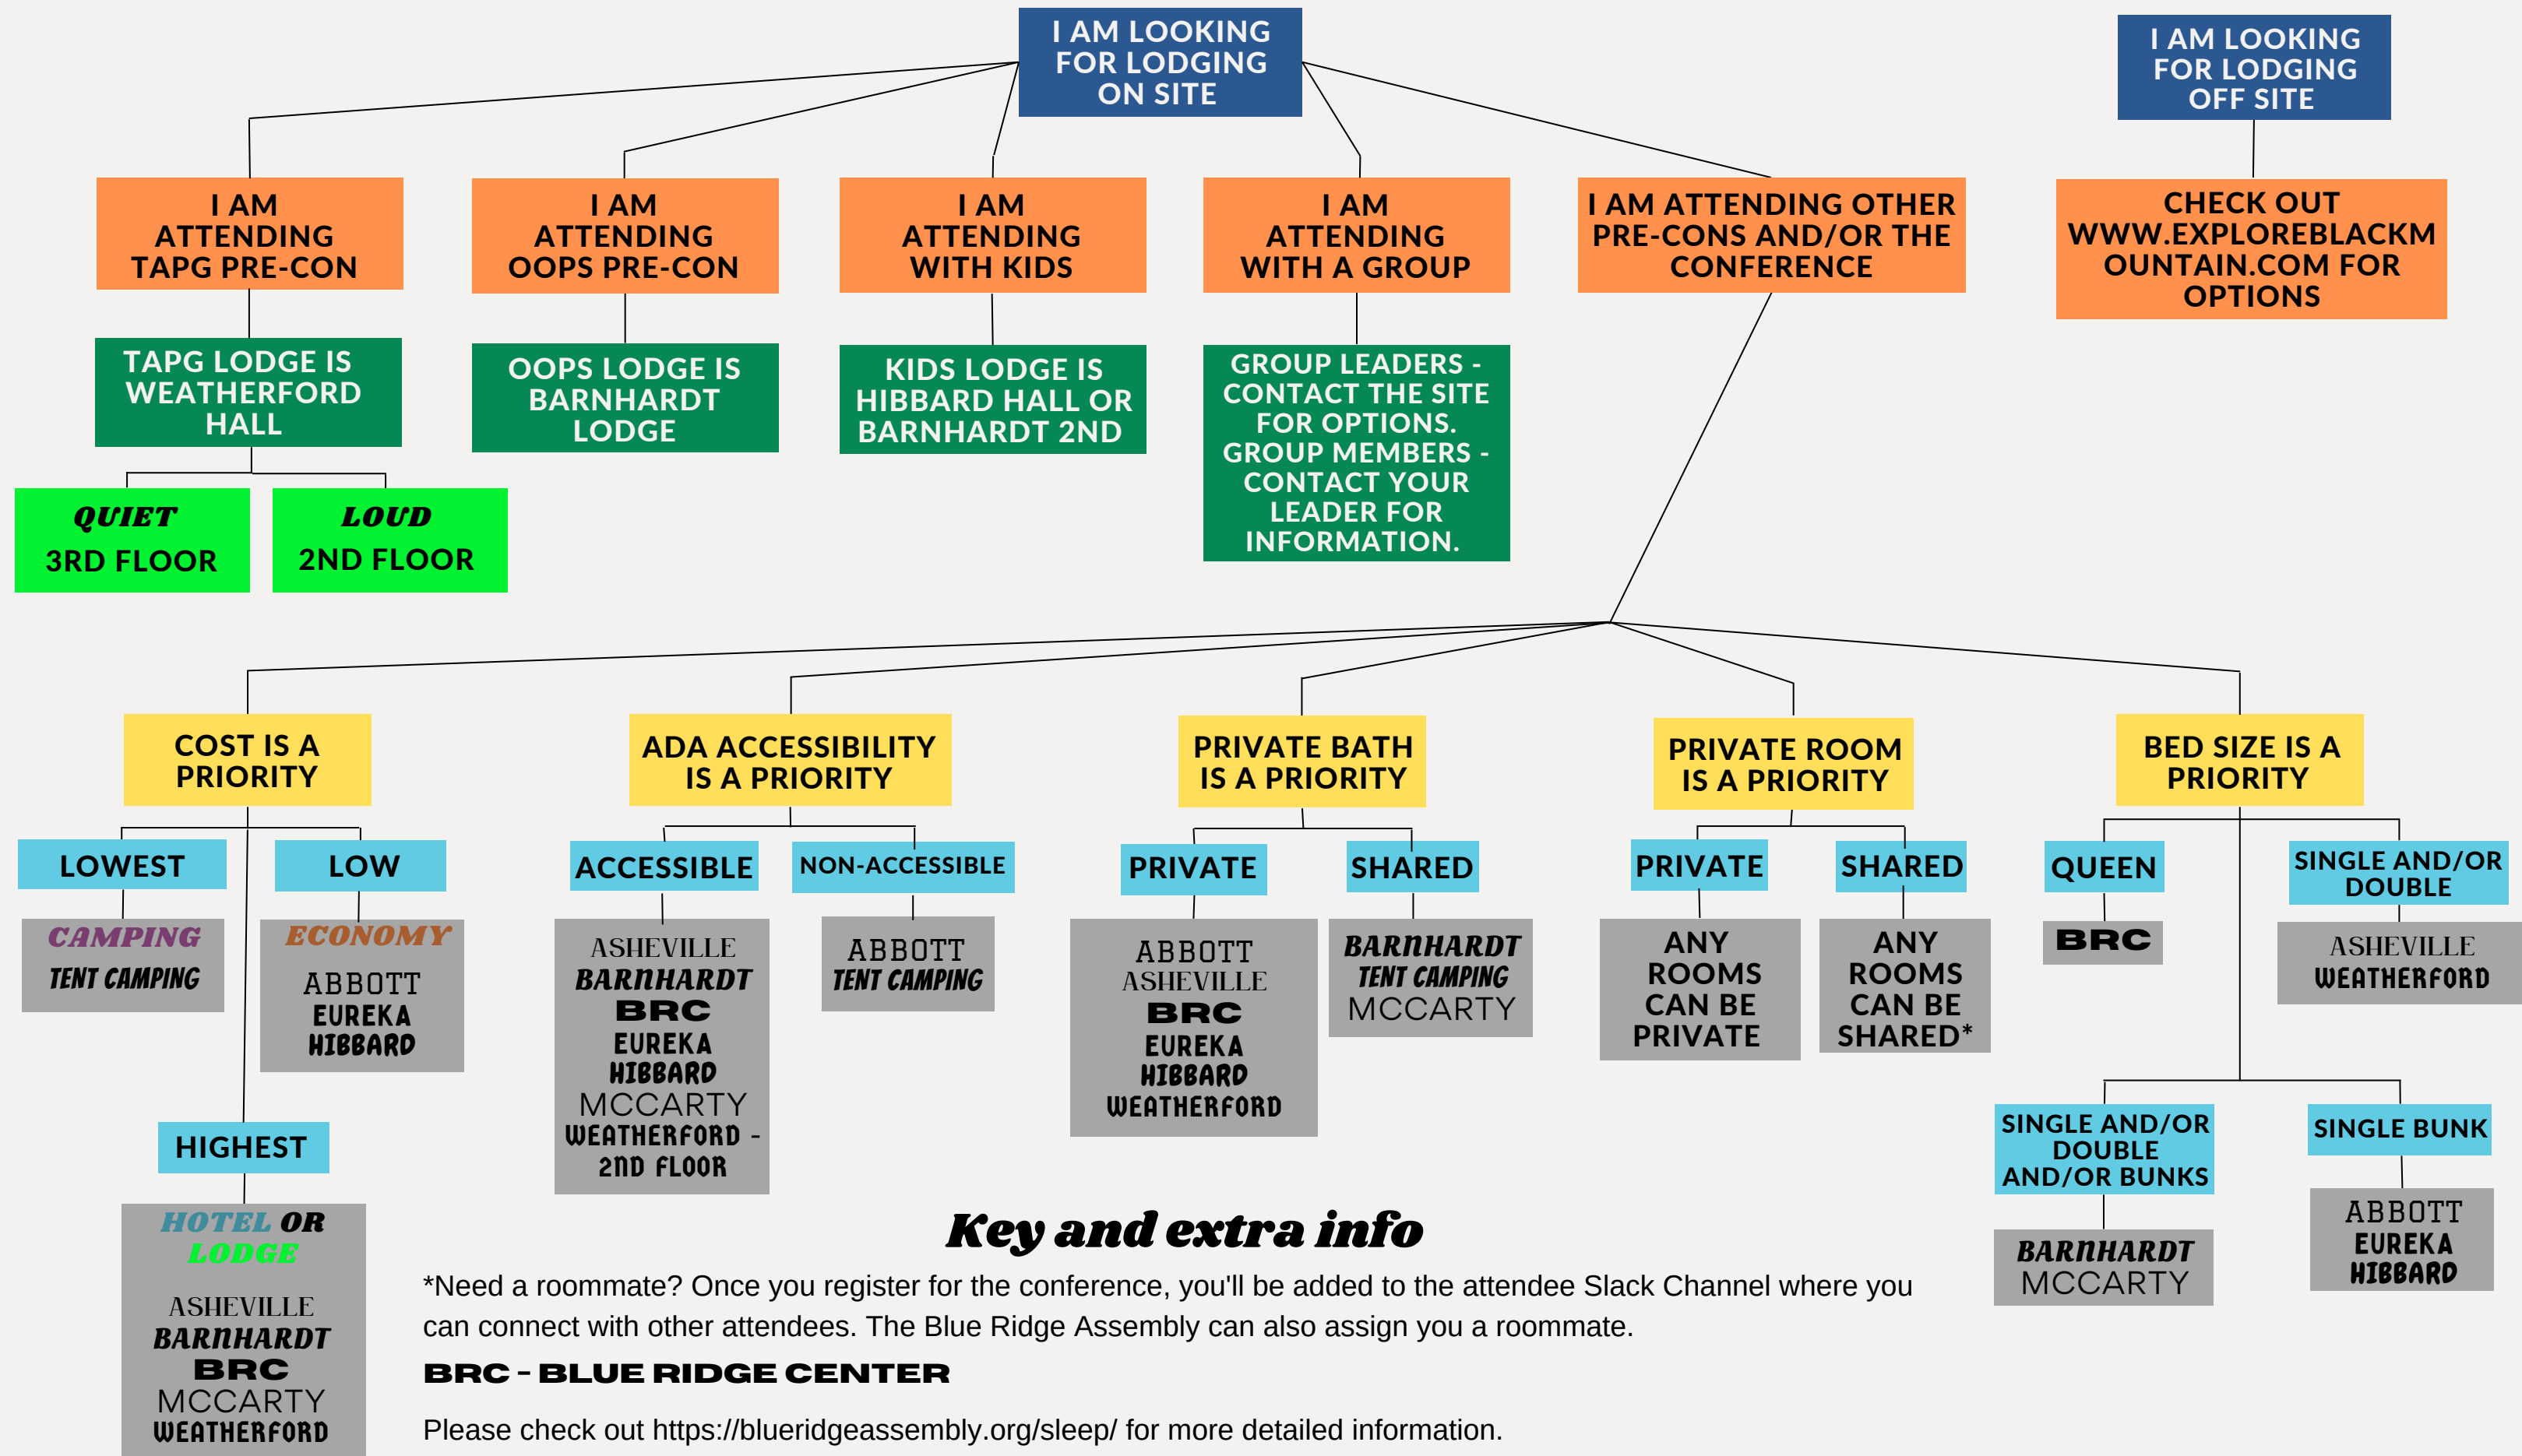 I AM LOOKING
FOR LODGING
ON SITE
I AM LOOKING
FOR LODGING
OFF SITE
I AM
ATTENDING
TAPG PRE-CON
I AM
ATTENDING
OOPS PRE-CON
I AM
ATTENDING
WITH KIDS
I AM
ATTENDING
WITH A GROUP
I AM ATTENDING OTHER
PRE-CONS AND/OR THE
CONFERENCE
CHECK OUT
WWW.EXPLOREBLACKM
OUNTAIN.COM FOR
OPTIONS
TAPG LODGE IS
WEATHERFORD
HALL
OOPS LODGE IS
BARNHARDT
LODGE
KIDS LODGE IS
HIBBARD HALL OR
BARNHARDT 2ND
GROUP LEADERS -
CONTACT THE SITE
FOR OPTIONS.
GROUP MEMBERS -
CONTACT YOUR
LEADER FOR
INFORMATION.
QUIET
3RD FLOOR
LOUD
2ND FLOOR
COST IS A
PRIORITY
ADA ACCESSIBILITY
IS A PRIORITY
PRIVATE BATH
IS A PRIORITY
PRIVATE ROOM
IS A PRIORITY
BED SIZE IS A
PRIORITY
LOWEST
CAMPING
TENT CAMPING
LOW
ECONOMY
ABBOTT
EUREKA
HIBBARD
HIGHEST
HOTEL OR
LODGE
ASHEVILLE
BARNHARDT
BRC
MCCARTY
WEATHERFORD
ACCESSIBLE
ASHEVILLE
BARNHARDT
BRC
EUREKA
HIBBARD
MCCARTY
WEATHERFORD -
2ND FLOOR
NON-ACCESSIBLE
ABBOTT
TENT CAMPING
PRIVATE
ABBOTT
ASHEVILLE
BRC
EUREKA
HIBBARD
WEATHERFORD
SHARED
BARNHARDT
TENT CAMPING
MCCARTY
PRIVATE
ANY
ROOMS
CAN BE
PRIVATE
SHARED
ANY
ROOMS
CAN BE
SHARED*
QUEEN
BRC
SINGLE AND/OR
DOUBLE
ASHEVILLE
WEATHERFORD
SINGLE AND/OR
DOUBLE
AND/OR BUNKS
BARNHARDT
MCCARTY
SINGLE BUNK
ABBOTT
EUREKA
HIBBARD
Key and extra info
*Need a roommate? Once you register for the conference, you'll be added to the attendee Slack Channel where you
can connect with other attendees. The Blue Ridge Assembly can also assign you a roommate.
BRC - BLUE RIDGE CENTER
Please check out https://blueridgeassembly.org/sleep/ for more detailed information.